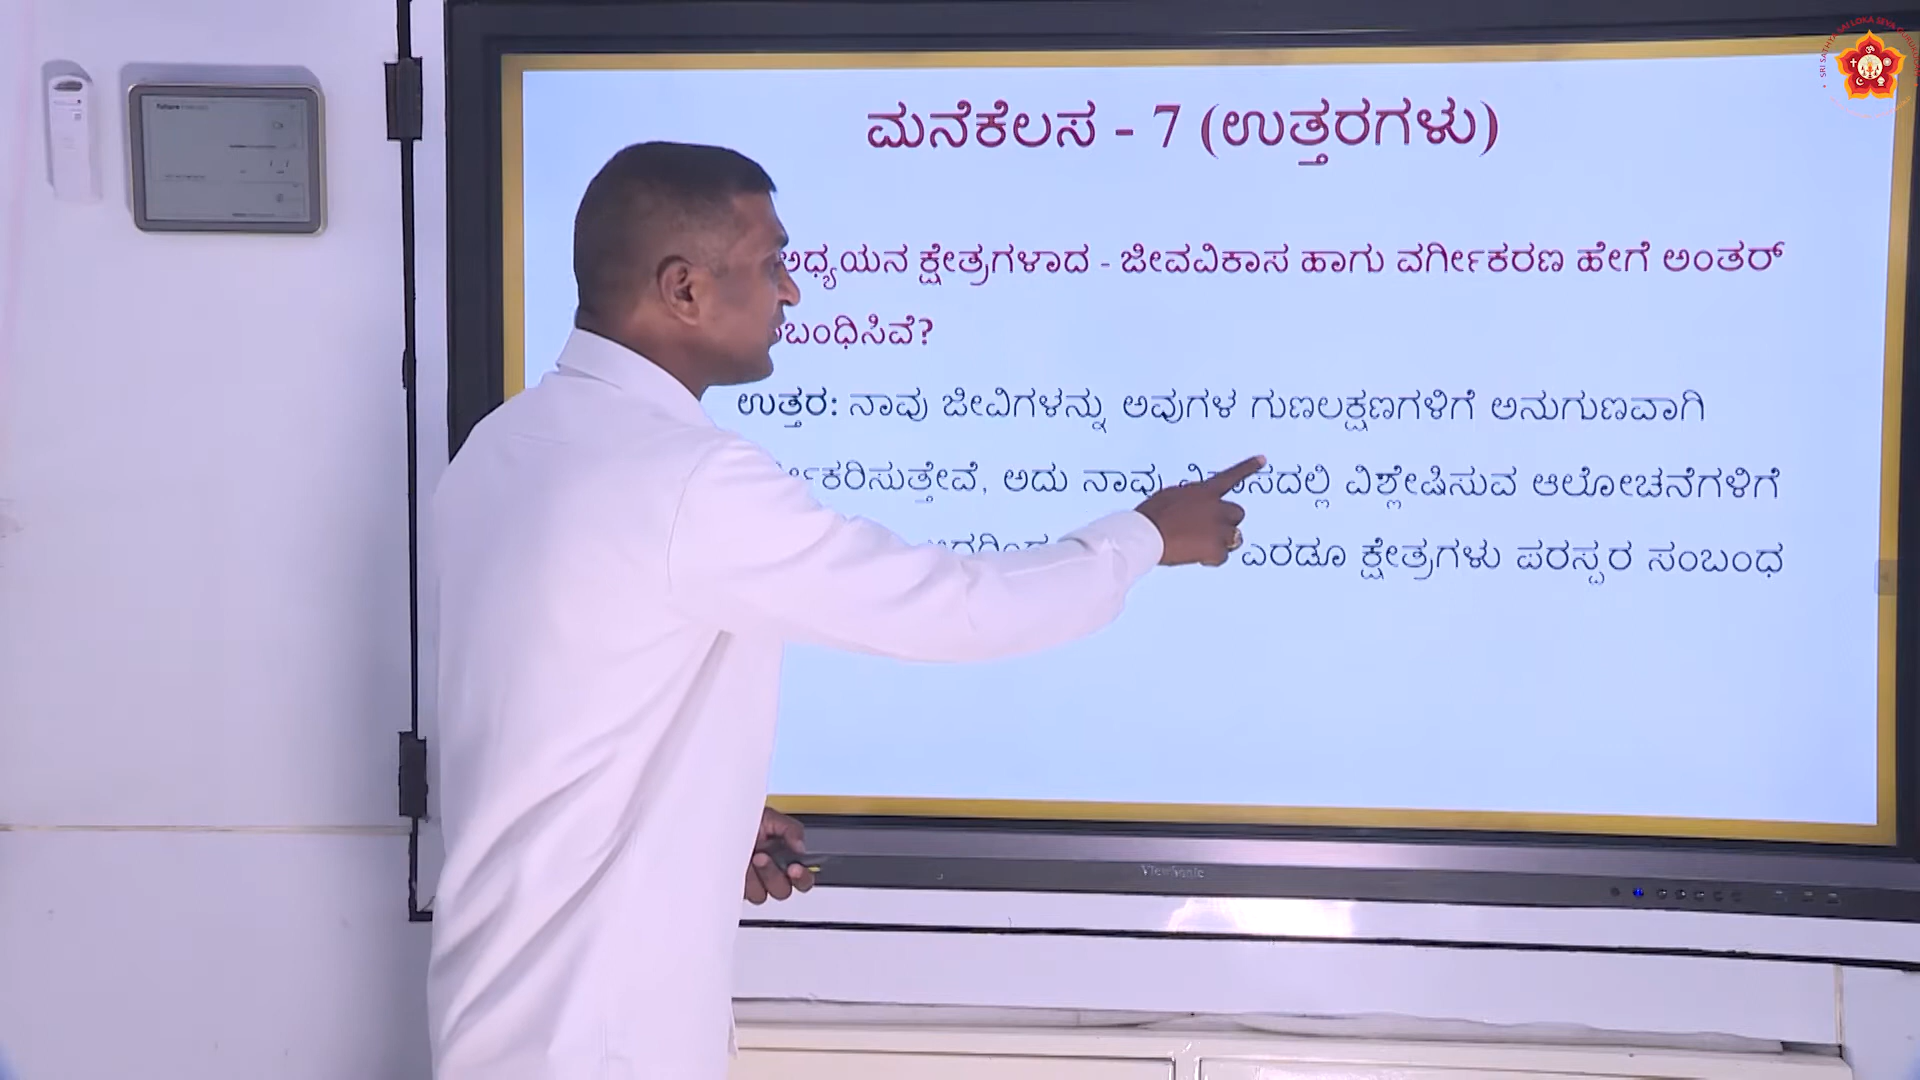 ಮನೆಕೆಲಸ - 7 (ಉತ್ತರಗಳು)
ಅಧ್ಯಯನ ಕ್ಷೇತ್ರಗಳಾದ - ಜೀವವಿಕಾಸ ಹಾಗು ವರ್ಗೀಕರಣ ಹೇಗೆ ಅಂತರ್
ಬಂಧಿಸಿವೆ?
ಉತ್ತರ: ನಾವು ಜೀವಿಗಳನ್ನು ಅವುಗಳ ಗುಣಲಕ್ಷಣಗಳಿಗೆ ಅನುಗುಣವಾಗಿ
ಕರಿಸುತ್ತೇವೆ, ಅದು ನಾವು ವಿಶ್ಲೇಷಿಸುವ ಆಲೋಚನೆಗಳಿಗೆ
ಎರಡೂ ಕ್ಷೇತ್ರಗಳು ಪರಸ್ಪರ ಸಂಬಂಧ
ViewSonic